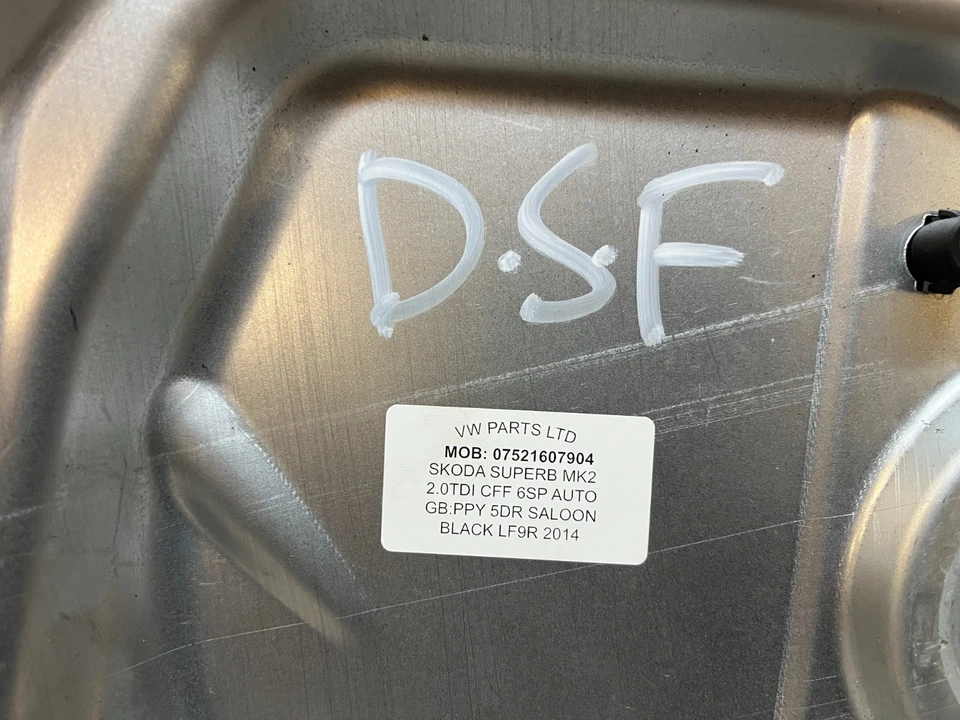 D.S.F
VW PARTS LTD
MOB: 07521607904
SKODA SUPERB MK2
2.0TDI CFF 6SP AUTO
GB:PPY 5DR SALOON
BLACK LF9R 2014